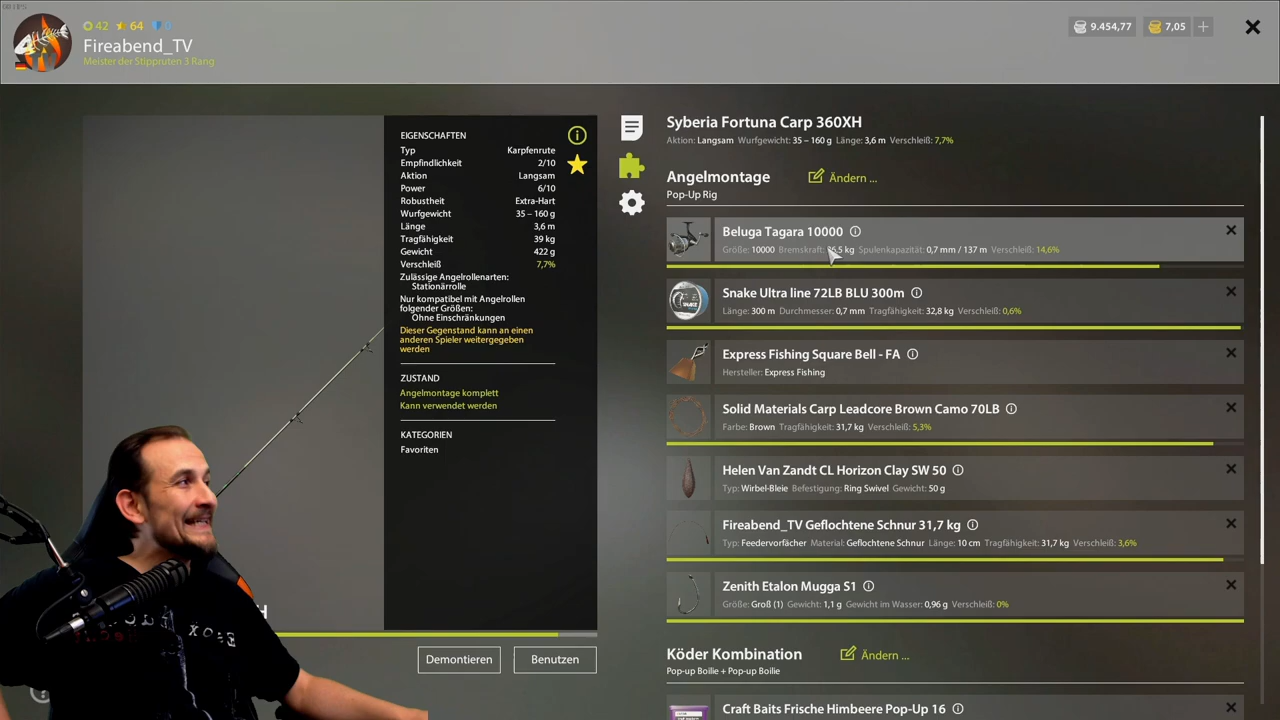 42 64 0
Fireabend_TV
Meister der Stippruten 3 Rang
9.454,77
7,05
EIGENSCHAFTEN
Typ Karpfenrute
Empfindlichkeit 2/10
Aktion Langsam
Power 6/10
Robustheit Extra-Hart
Wurfgewicht 35 – 160 g
Länge 3,6 m
Tragfähigkeit 39 kg
Gewicht 422 g
Verschleiß 7,7%
Zulässige Angelrollenarten:
Stationärrolle
Nur kompatibel mit Angelrollen
folgender Größen:
Ohne Einschränkungen
Dieser Gegenstand kann an einen
anderen Spieler weitergegeben
werden
ZUSTAND
Angelmontage komplett
Kann verwendet werden
KATEGORIEN
Favoriten
Demontieren
Benutzen
Syberia Fortuna Carp 360XH
Aktion: Langsam Wurfgewicht: 35 – 160 g Länge: 3,6 m Verschleiß: 7,7%
Angelmontage
Ändern ...
Pop-Up Rig
Beluga Tagara 10000
Größe: 10000 Bremskraft: kg Spulenkapazität: 0,7 mm / 137 m Verschleiß: 14,6%
Snake Ultra line 72LB BLU 300m
Länge: 300 m Durchmesser: 0,7 mm Tragfähigkeit: 32,8 kg Verschleiß: 0,6%
Express Fishing Square Bell - FA
Hersteller: Express Fishing
Solid Materials Carp Leadcore Brown Camo 70LB
Farbe: Brown Tragfähigkeit: 31,7 kg Verschleiß: 5,3%
Helen Van Zandt CL Horizon Clay SW 50
Typ: Wirbel-Bleie Befestigung: Ring Swivel Gewicht: 50 g
Fireabend_TV Geflochtene Schnur 31,7 kg
Typ: Feedervorfächer Material: Geflochtene Schnur Länge: 10 cm Tragfähigkeit: 31,7 kg Verschleiß: 3,6%
Zenith Etalon Mugga S1
Größe: Groß (1) Gewicht: 1,1 g Gewicht im Wasser: 0,96 g Verschleiß: 0%
Köder Kombination
Ändern ...
Pop-up Boilie + Pop-up Boilie
Craft Baits Frische Himbeere Pop-Up 16